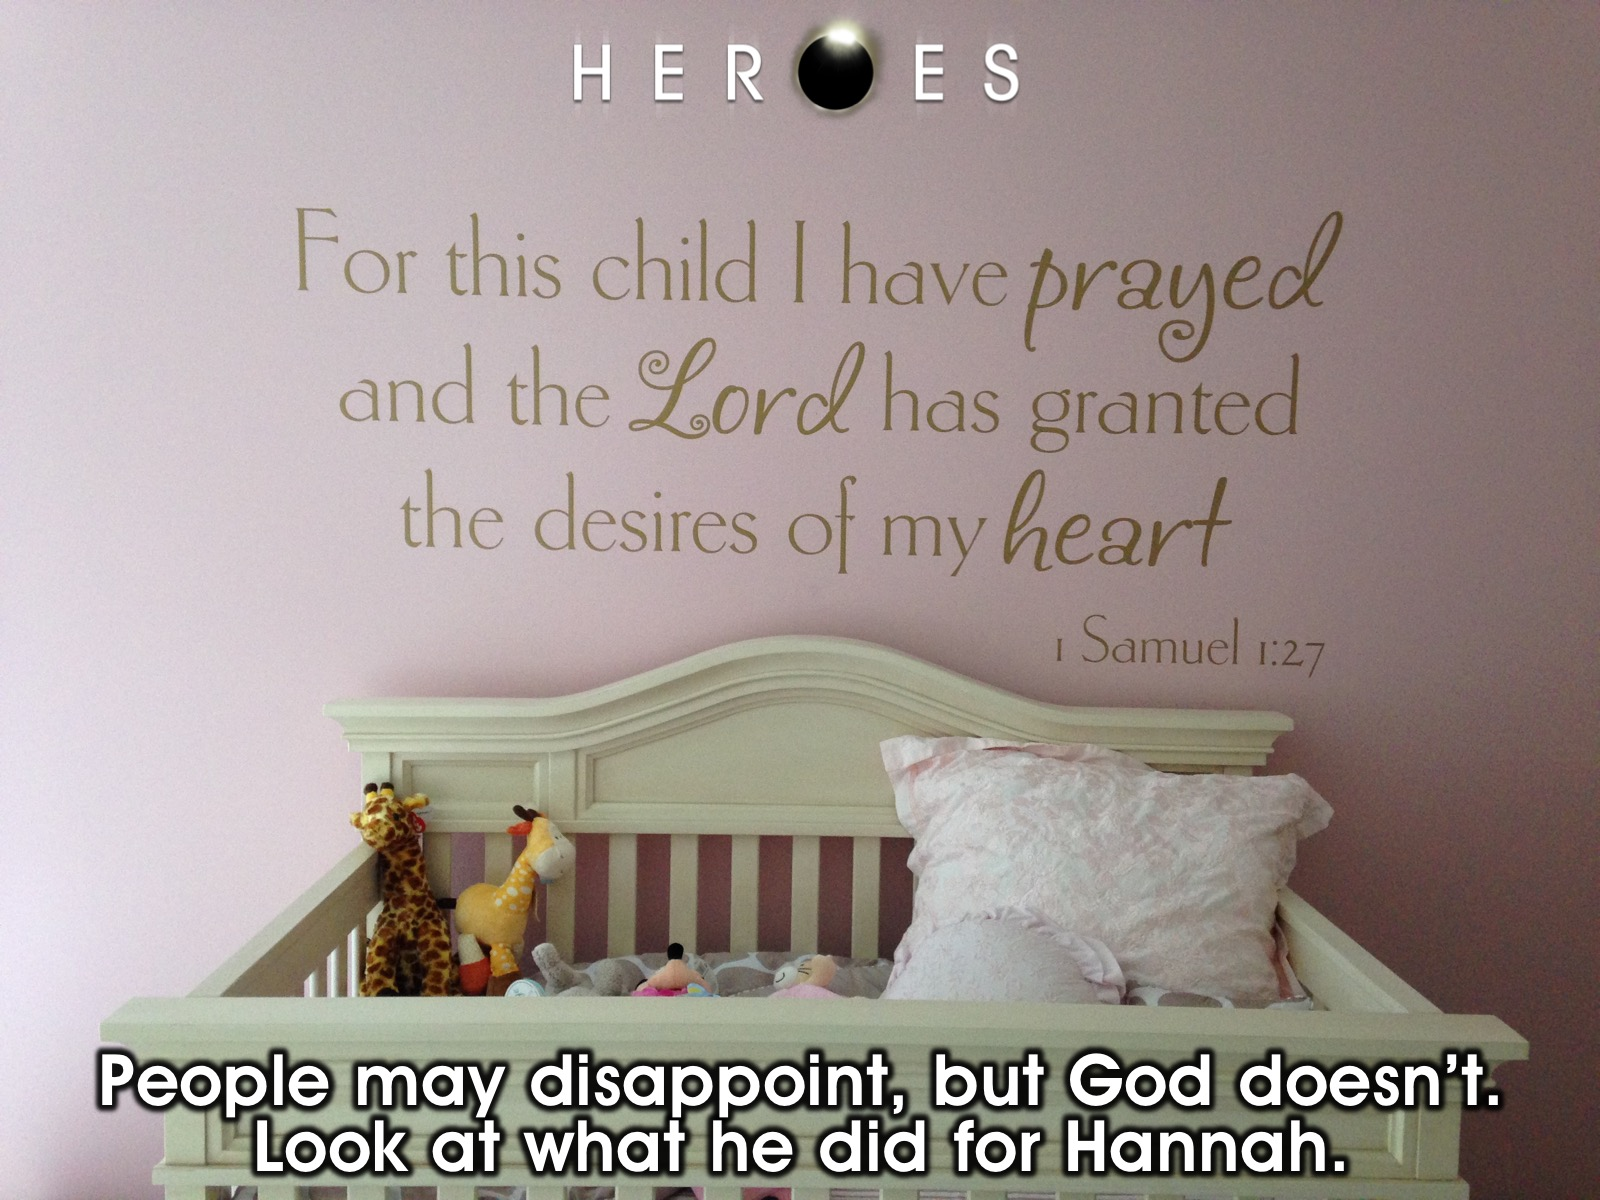 HEROES
For this child I have prayed
and the Lord has granted
the desires of my heart
1 Samuel 1:27
People may disappoint, but God doesn't.
Look at what he did for Hannah.